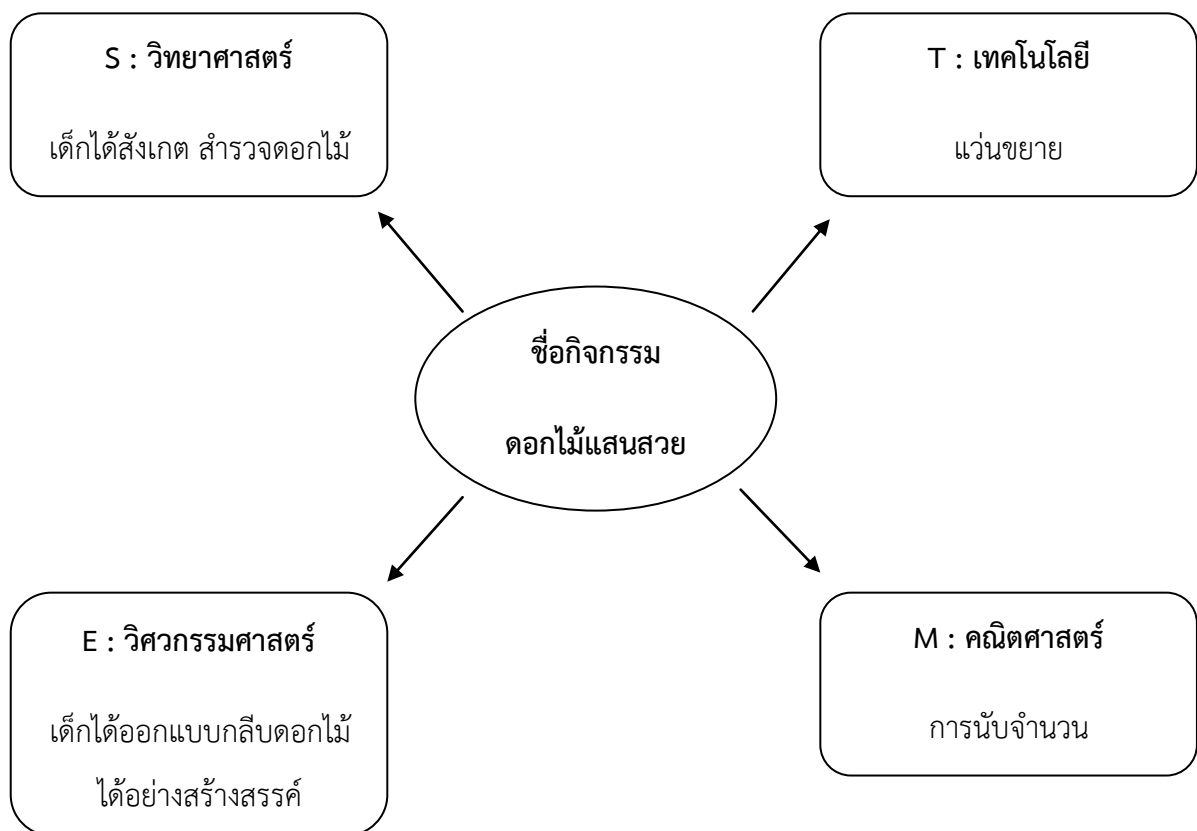 S : วิทยาศาสตร์
เด็กได้สังเกต สำรวจดอกไม้
T : เทคโนโลยี
แว่นขยาย
ชื่อกิจกรรม
ดอกไม้แสนสวย
E : วิศวกรรมศาสตร์
เด็กได้ออกแบบกลีบดอกไม้
ได้อย่างสร้างสรรค์
M : คณิตศาสตร์
การนับจำนวน